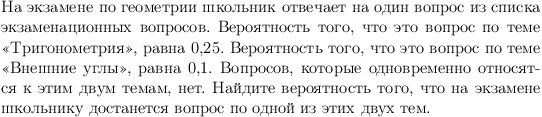 На экзамене по геометрии школьник отвечает на один вопрос из списка
экзаменационных вопросов. Вероятность того, что это вопрос по теме
«Тригонометрия», равна 0,25. Вероятность того, что это вопрос по теме
«Внешние углы», равна 0,1. Вопросов, которые одновременно относят-
ся к этим двум темам, нет. Найдите вероятность того, что на экзамене
школьнику достанется вопрос по одной из этих двух тем.